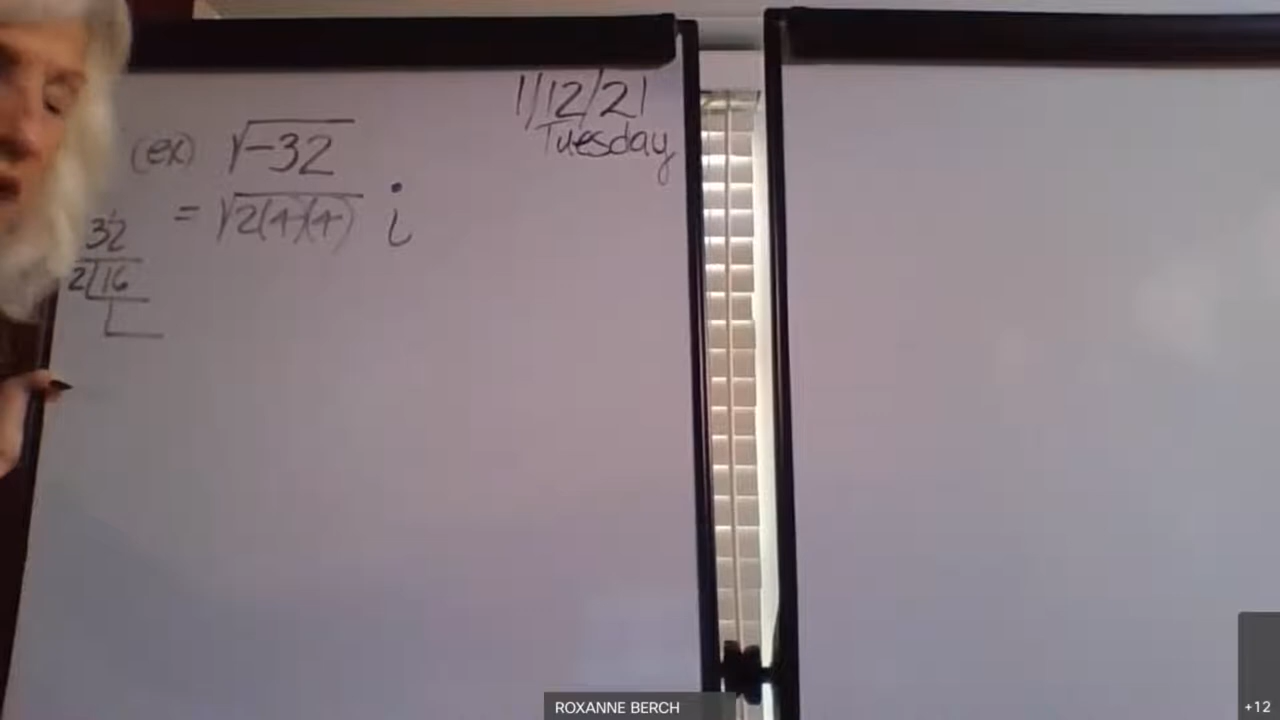 1/12/21
Tuesday
(ex) √-32
= √2(4)(4) i
32
2 16
ROXANNE BERCH
+12